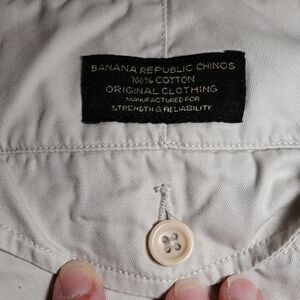 BANANA REPUBLIC CHINOS
100% COTTON
ORIGINAL CLOTHING
MANUFACTURED FOR
STRENGTH & RELIABILITY